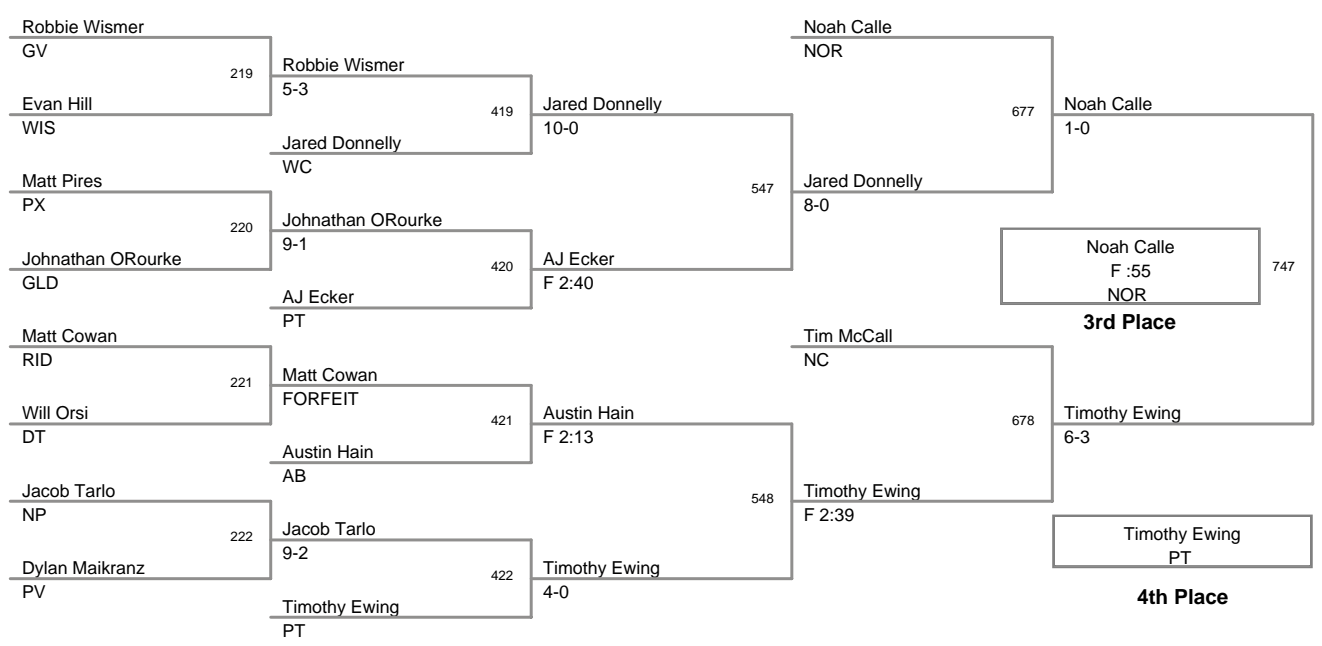 Robbie Wismer
GV
219
Evan Hill
WIS
Matt Pires
PX
220
Johnathan ORourke
GLD
Matt Cowan
RID
221
Will Orsi
DT
Jacob Tarlo
NP
222
Dylan Maikranz
PV
Robbie Wismer
5-3
419
Jared Donnelly
WC
Johnathan ORourke
9-1
420
AJ Ecker
PT
Matt Cowan
FORFEIT
421
Austin Hain
AB
Jacob Tarlo
9-2
422
Timothy Ewing
PT
Jared Donnelly
10-0
547
AJ Ecker
F 2:40
Austin Hain
F 2:13
548
Timothy Ewing
4-0
Noah Calle
NOR
677
Jared Donnelly
8-0
Tim McCall
NC
678
Timothy Ewing
F 2:39
Noah Calle
1-0
747
Timothy Ewing
6-3
Noah Calle
F :55
NOR
3rd Place
Timothy Ewing
PT
4th Place